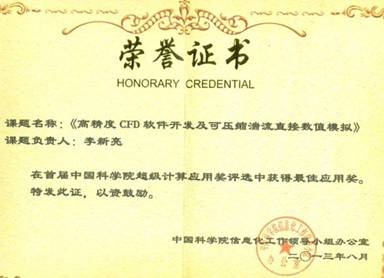 荣誉证书
HONORARY CREDENTIAL
课题名称：《高精度 CFD 软件开发及可压缩湍流直接数值模拟》
课题负责人：李新亮
在首届中国科学院超级计算应用奖评选中获得最佳应用奖。
特发此证，以资鼓励。
中国科学院信息化工作领导小组办公室
二〇一三年八月